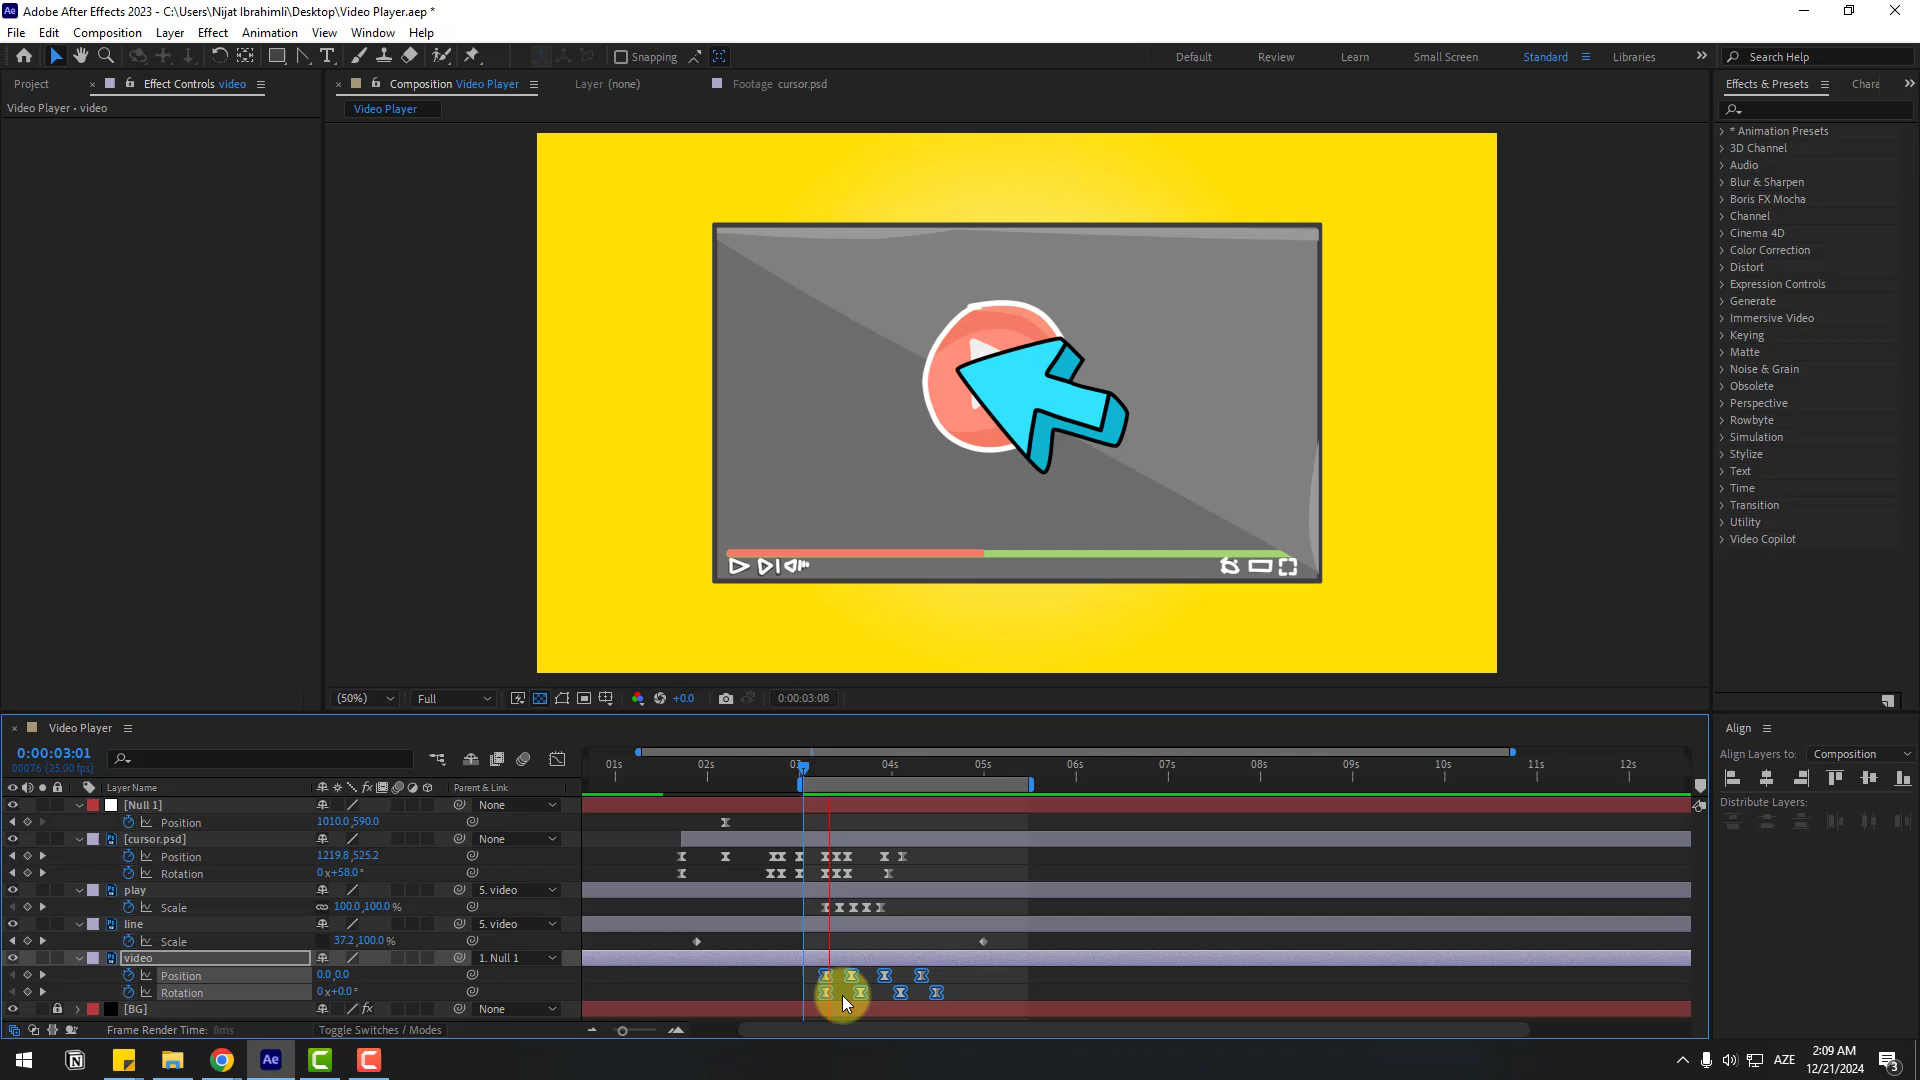 Ae Adobe After Effects 2023 - C:\Users\Nijat Ibrahimli\Desktop\Video Player.aep *
File Edit Composition Layer Effect Animation View Window Help
Snapping
Default Review Learn Small Screen Standard Libraries
Search Help
Project Effect Controls video
Composition Video Player Layer (none) Footage cursor.psd
Effects & Presets Chara
Video Player • video
Video Player
* Animation Presets
3D Channel
Audio
Blur & Sharpen
Boris FX Mocha
Channel
Cinema 4D
Color Correction
Distort
Expression Controls
Generate
Immersive Video
Keying
Matte
Noise & Grain
Obsolete
Perspective
Rowbyte
Simulation
Stylize
Text
Time
Transition
Utility
Video Copilot
(50%) Full +0.0 0:00:03:08
Video Player
0:00:03:01
00076 (25.00 fps)
01s 02s 04s 05s 06s 07s 08s 09s 10s 11s 12s
Layer Name fx Parent & Link
[Null 1] None
Position 1010.0,590.0
[cursor.psd] None
Position 1219.8,525.2
Rotation 0x+58.0°
play 5. video
Scale 100.0,100.0%
line 5. video
Scale 37.2,100.0%
video 1. Null 1
Position 0.0,0.0
Rotation 0x+0.0°
[BG] fx None
Frame Render Time: 8ms Toggle Switches / Modes
Align
Align Layers to: Composition
Distribute Layers:
Ae
AZE
2:09 AM
12/21/2024
3